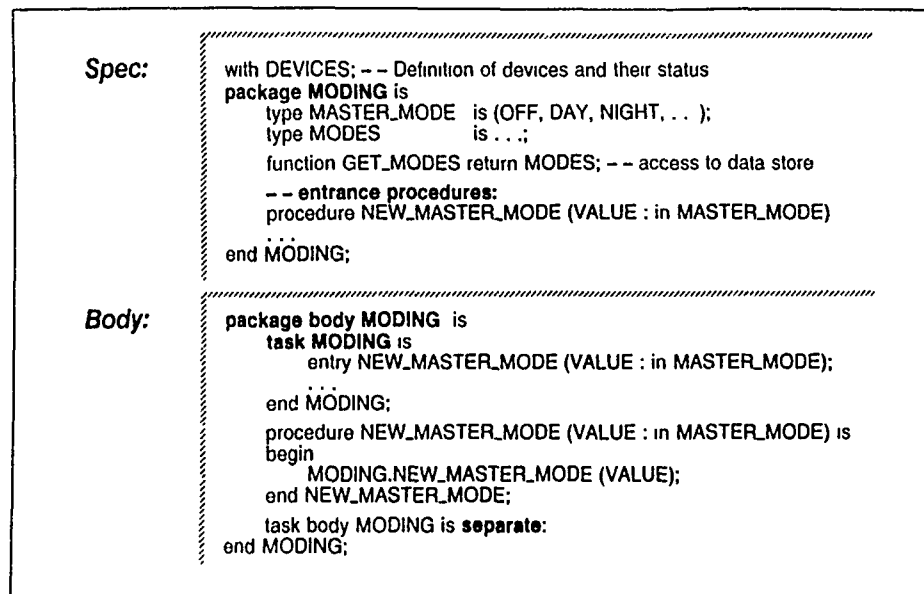 Spec:
with DEVICES; -- Definition of devices and their status
package MODING is
type MASTER_MODE is (OFF, DAY, NIGHT, . . );
type MODES is . . .;
function GET_MODES return MODES; -- access to data store
-- entrance procedures:
procedure NEW_MASTER_MODE (VALUE : in MASTER_MODE)
. . .
end MODING;
Body:
package body MODING is
task MODING is
entry NEW_MASTER_MODE (VALUE : in MASTER_MODE);
. . .
end MODING;
procedure NEW_MASTER_MODE (VALUE : in MASTER_MODE) is
begin
MODING.NEW_MASTER_MODE (VALUE);
end NEW_MASTER_MODE;
task body MODING is separate:
end MODING;